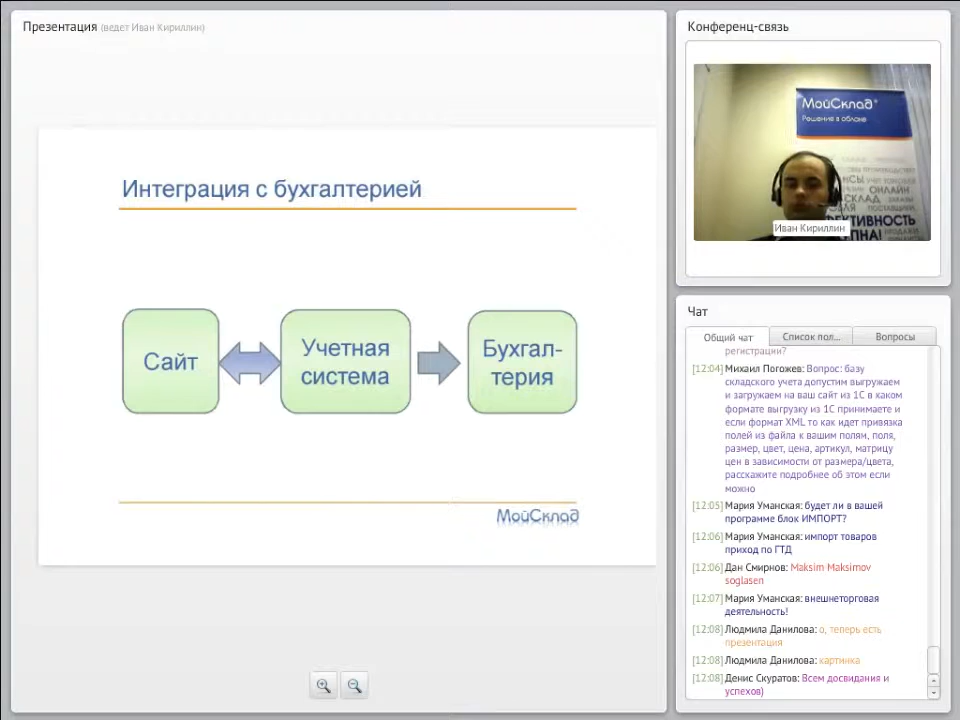 Презентация (ведет Иван Кириллин)
Интеграция с бухгалтерией
Сайт
Учетная
система
Бухгал-
терия
МойСклад
Конференц-связь
МойСклад®
Решение в облаке
ОНЛАЙН
СКЛАД
Иван Кириллин
Чат
Общий чат
Список пол...
Вопросы
регистрации?
[12:04] Михаил Погожев: Вопрос: базу
складского учета допустим выгружаем
и загружаем на ваш сайт из 1С в каком
формате выгрузку из 1С принимаете и
если формат XML то как идет привязка
полей из файла к вашим полям, поля,
размер, цвет, цена, артикул, матрицу
цен в зависимости от размера/цвета,
расскажите подробнее об этом если
можно
[12:05] Мария Уманская: будет ли в вашей
программе блок ИМПОРТ?
[12:06] Мария Уманская: импорт товаров
приход по ГТД
[12:06] Дан Смирнов: Maksim Maksimov
soglasen
[12:07] Мария Уманская: внешнеторговая
деятельность!
[12:08] Людмила Данилова: о, теперь есть
презентация
[12:08] Людмила Данилова: картинка
[12:08] Денис Скуратов: Всем досвидания и
успехов)